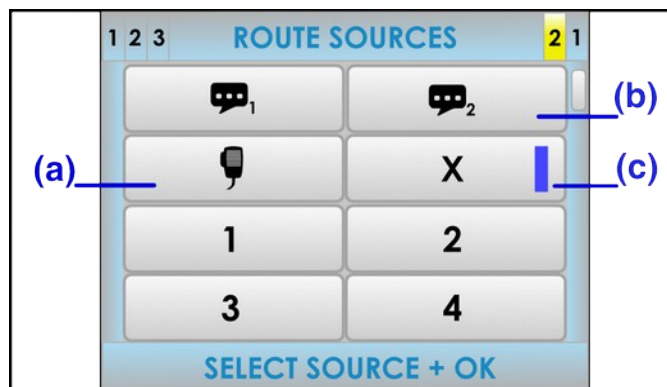 1 2 3 ROUTE SOURCES 2 1
1 2 (b)
(a) X (c)
1 2
3 4
SELECT SOURCE + OK